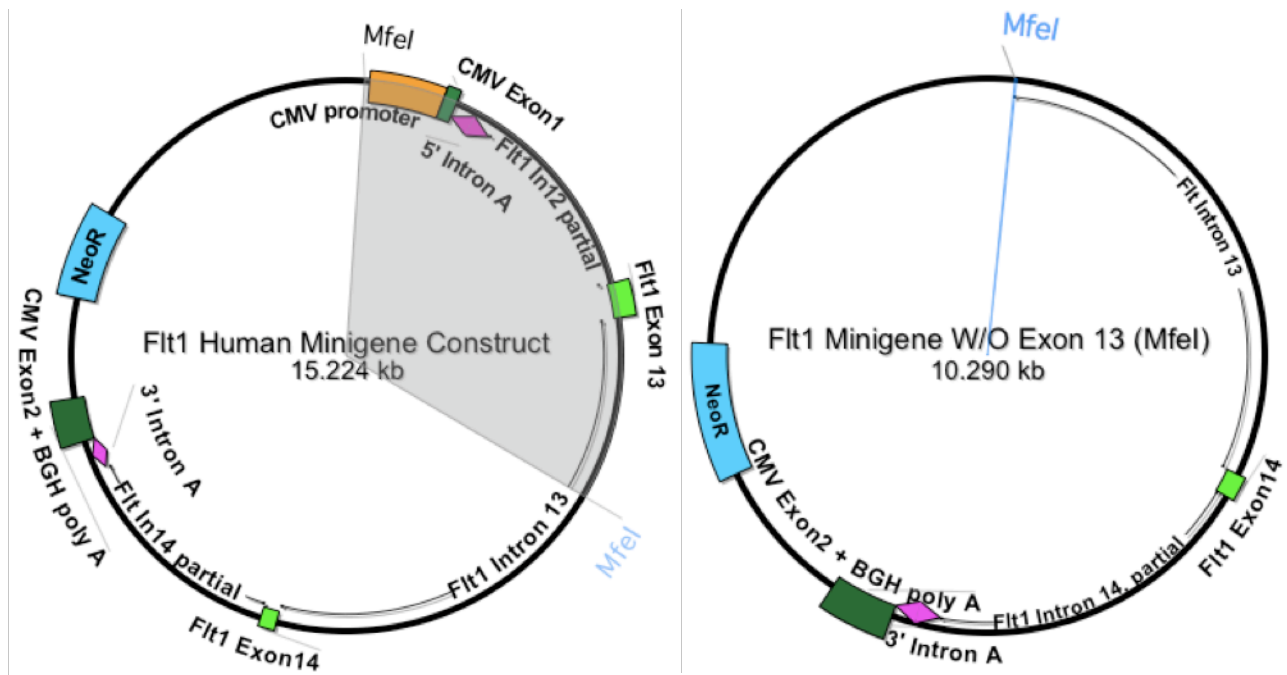 MfeI
CMV Exon1
CMV promoter
5' Intron A
Flt1 In12 partial
Flt1 Exon 13
NeoR
Flt1 Human Minigene Construct
15.224 kb
CMV Exon2 + BGH poly A
3' Intron A
Flt In14 partial
Flt1 Exon14
Flt1 Intron 13
MfeI
MfeI
Flt Intron 13
Flt1 Minigene W/O Exon 13 (MfeI)
10.290 kb
NeoR
CMV Exon2 + BGH poly A
3' Intron A
Flt1 Intron 14, partial
Flt1 Exon14